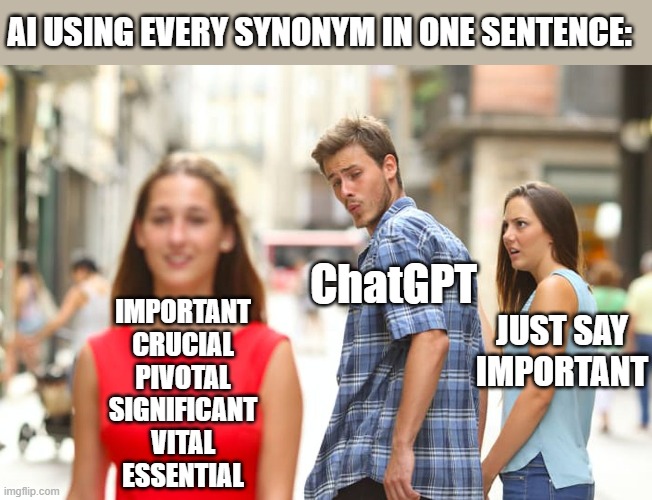 AI USING EVERY SYNONYM IN ONE SENTENCE:
ChatGPT
IMPORTANT
CRUCIAL
PIVOTAL
SIGNIFICANT
VITAL
ESSENTIAL
JUST SAY
IMPORTANT
imgflip.com